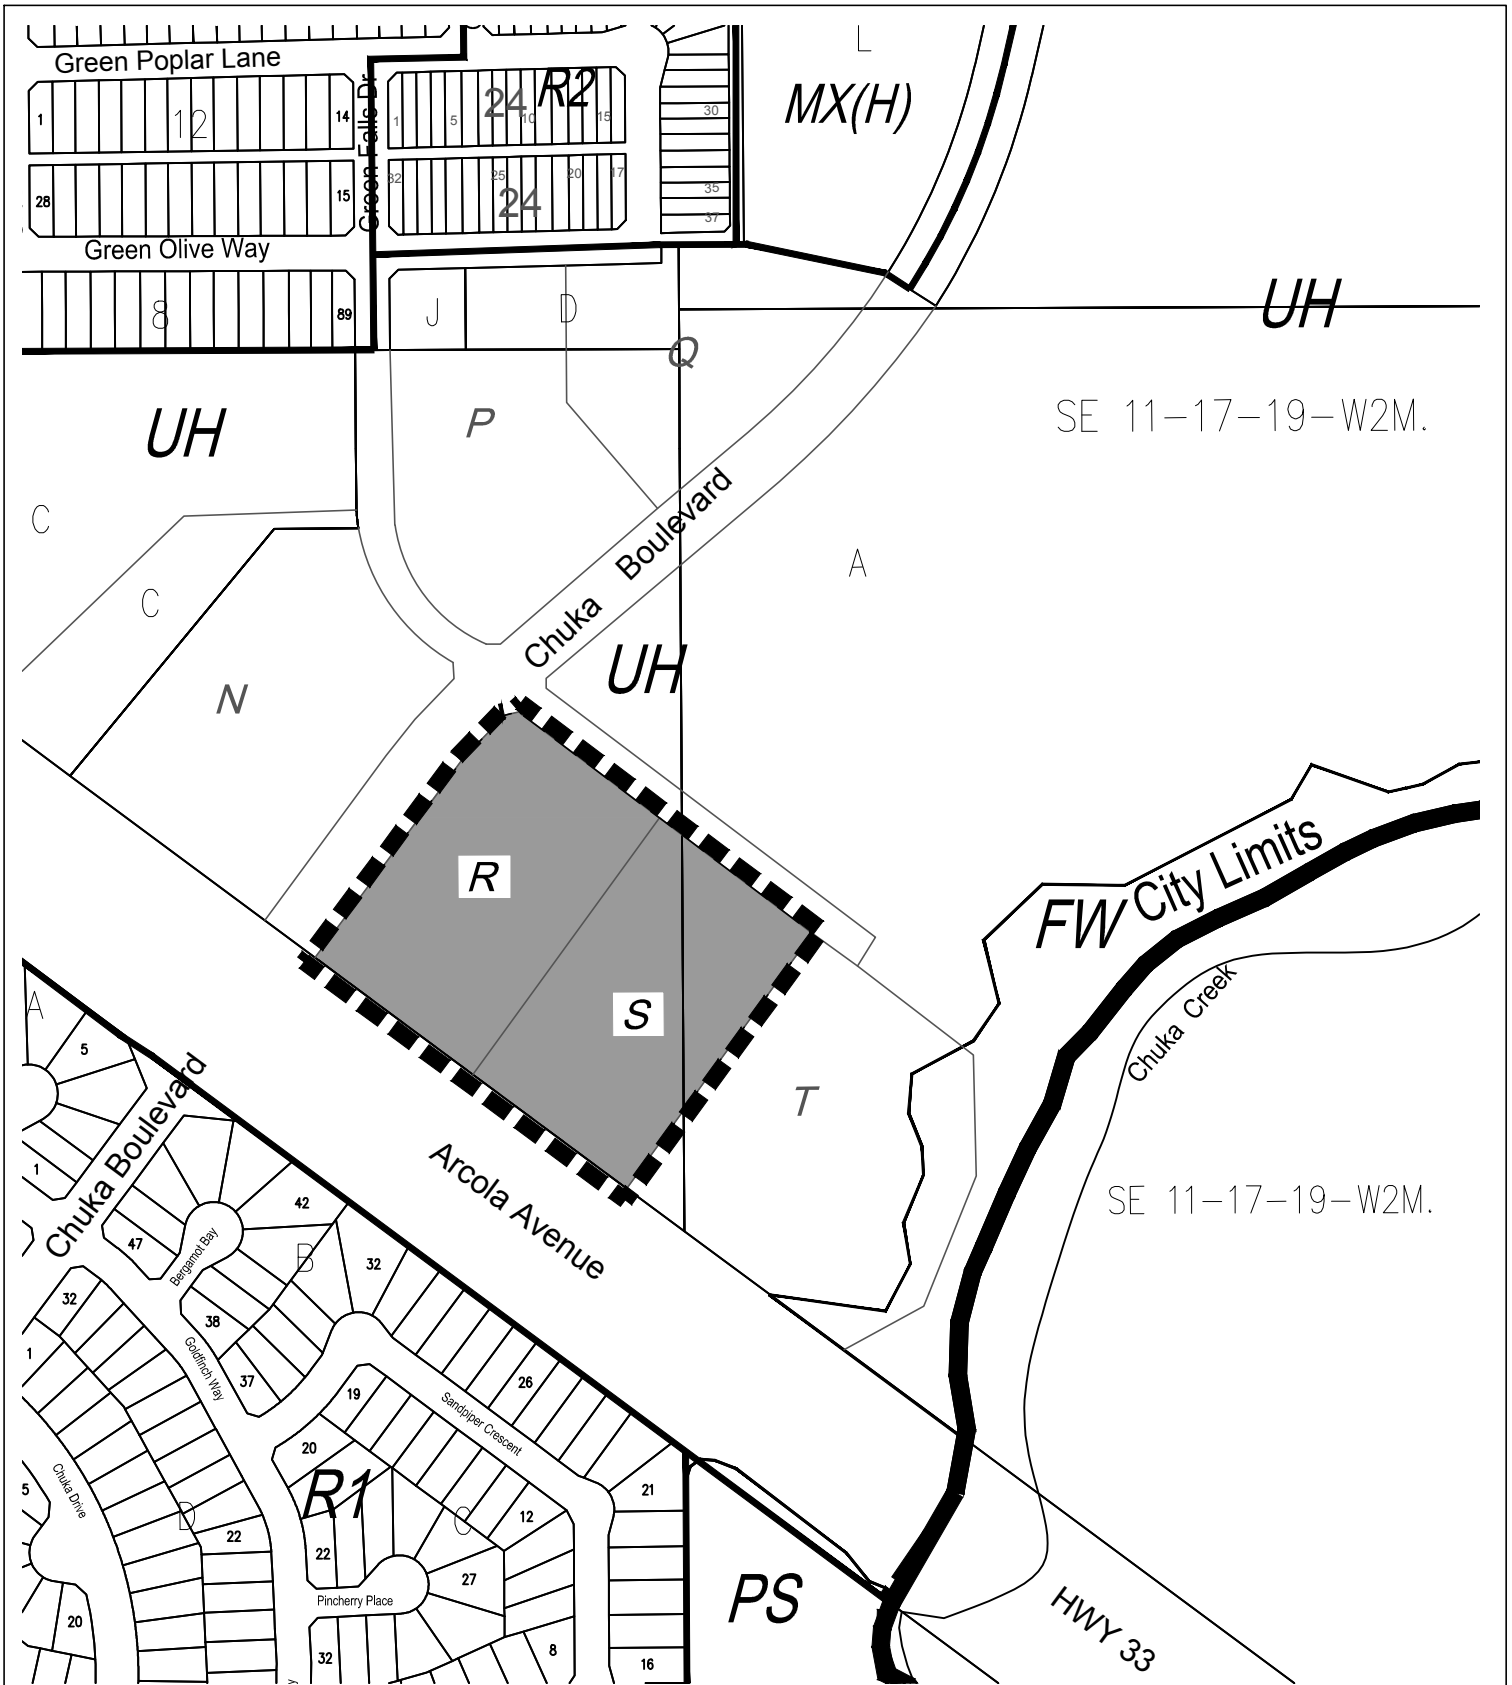 Green Poplar Lane
L
R2
MX(H)
24
1
12
14
Green Falls Dr
1
5
10
15
30
28
15
32
25
20
17
35
24
37
Green Olive Way
8
89
J
D
UH
Q
UH
P
SE 11-17-19-W2M.
C
Chuka Boulevard
A
C
UH
N
City Limits
R
FW
Chuka Creek
S
A
5
T
Chuka Boulevard
1
Arcola Avenue
SE 11-17-19-W2M.
42
47
Bergamot Bay
B
32
32
38
1
Goldfinch Way
37
26
19
Sandpiper Crescent
20
R1
5
Chuka Drive
D
21
C
12
22
22
27
Pincherry Place
PS
HWY 33
20
32
8
16
y